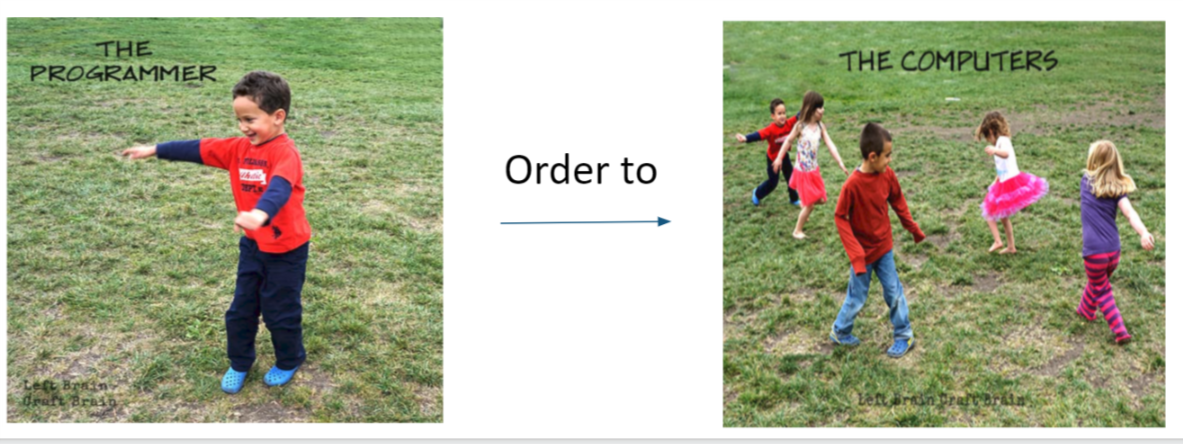 THE
PROGRAMMER
Left Brain
Craft Brain
Order to
THE COMPUTERS
Left Brain Craft Brain